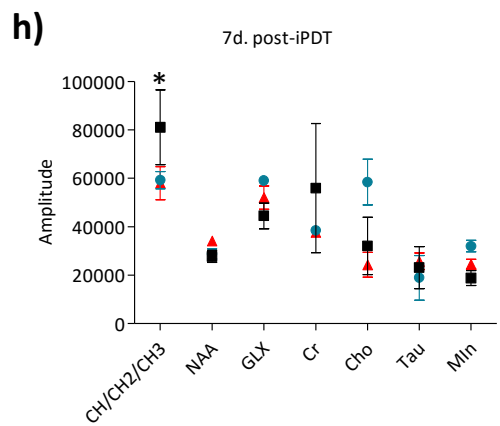 h)
7d. post-iPDT
*
100000
80000
60000
40000
20000
0
Amplitude
CH/CH2/CH3
NAA
GLX
Cr
Cho
Tau
MIn